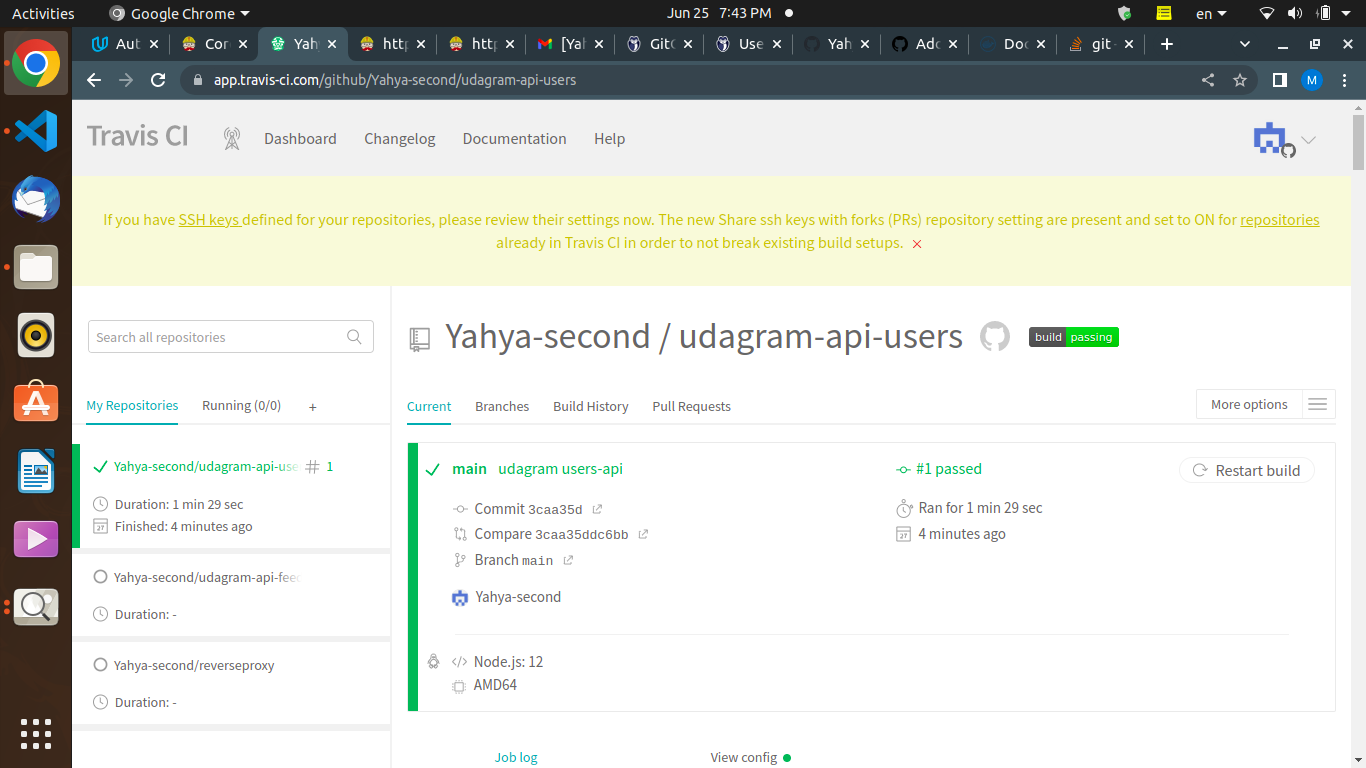 Activities Google Chrome Jun 25 7:43 PM en
Aut Cor Yahy http http [Yal GitG Use Yah Adc Doc git -
app.travis-ci.com/github/Yahya-second/udagram-api-users M
Travis CI Dashboard Changelog Documentation Help
If you have SSH keys defined for your repositories, please review their settings now. The new Share ssh keys with forks (PRs) repository setting are present and set to ON for repositories
already in Travis CI in order to not break existing build setups.
Search all repositories
Yahya-second / udagram-api-users build passing
My Repositories Running (0/0) +
Current Branches Build History Pull Requests More options
Yahya-second/udagram-api-use # 1
Duration: 1 min 29 sec
Finished: 4 minutes ago
Yahya-second/udagram-api-feed
Duration: -
Yahya-second/reverseproxy
Duration: -
main udagram users-api #1 passed Restart build
Commit 3caa35d Ran for 1 min 29 sec
Compare 3caa35ddc6bb 4 minutes ago
Branch main
Yahya-second
Node.js: 12
AMD64
Job log View config